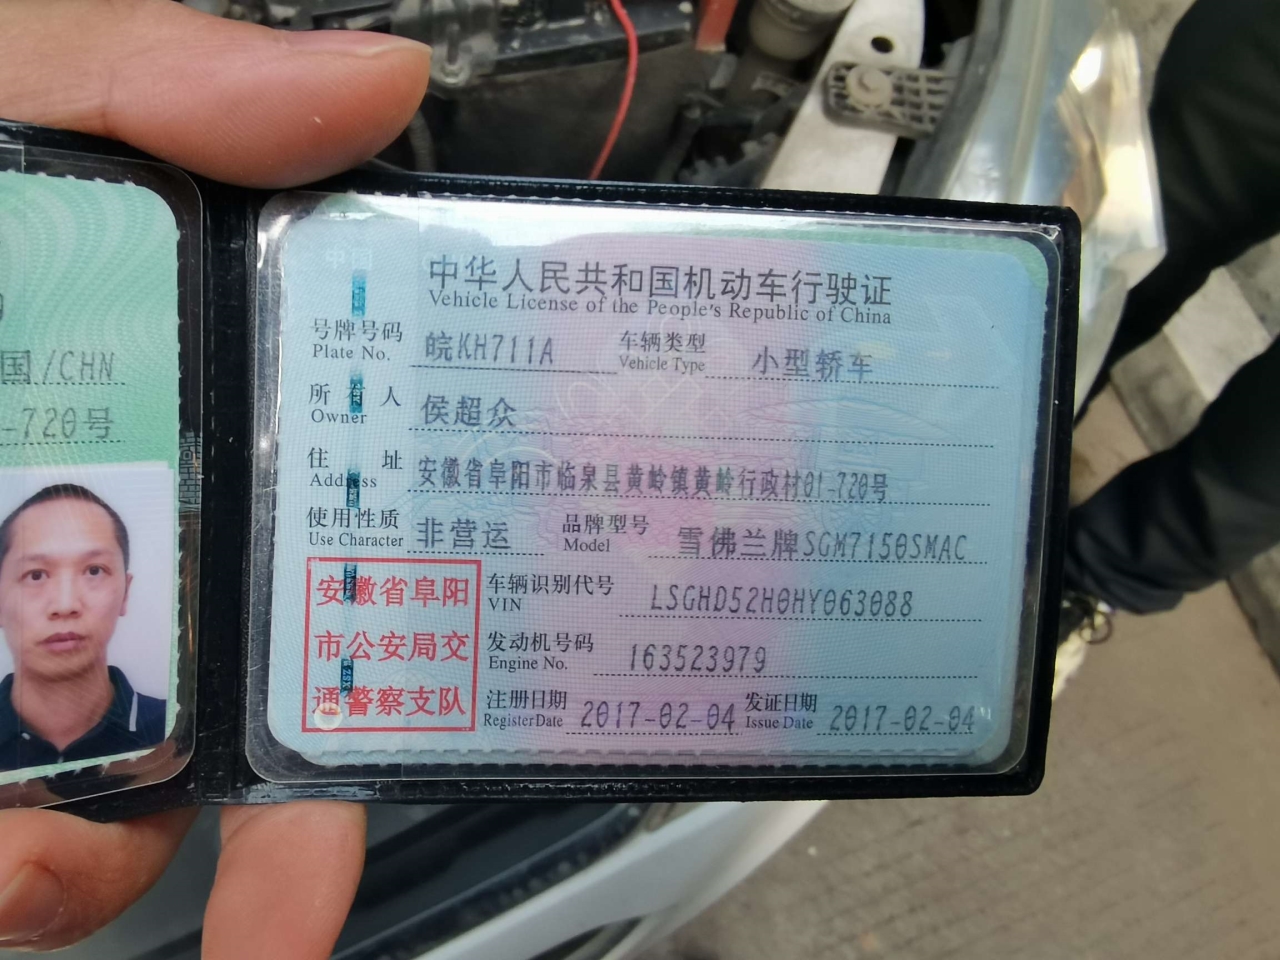 国/CHN
-720号
中华人民共和国机动车行驶证
Vehicle License of the People's Republic of China
号牌号码 皖KH711A 车辆类型 小型轿车
Plate No. Vehicle Type
所有人 侯超众
Owner
住址 安徽省阜阳市临泉县黄岭镇黄岭行政村01-720号
Address
使用性质 非营运 品牌型号 雪佛兰牌SGM7150SMAC
Use Character Model
安徽省阜阳
市公安局交
通警察支队
车辆识别代号 LSGHD52H0HY063088
VIN
发动机号码 163523979
Engine No.
注册日期 2017-02-04 发证日期 2017-02-04
Register Date Issue Date